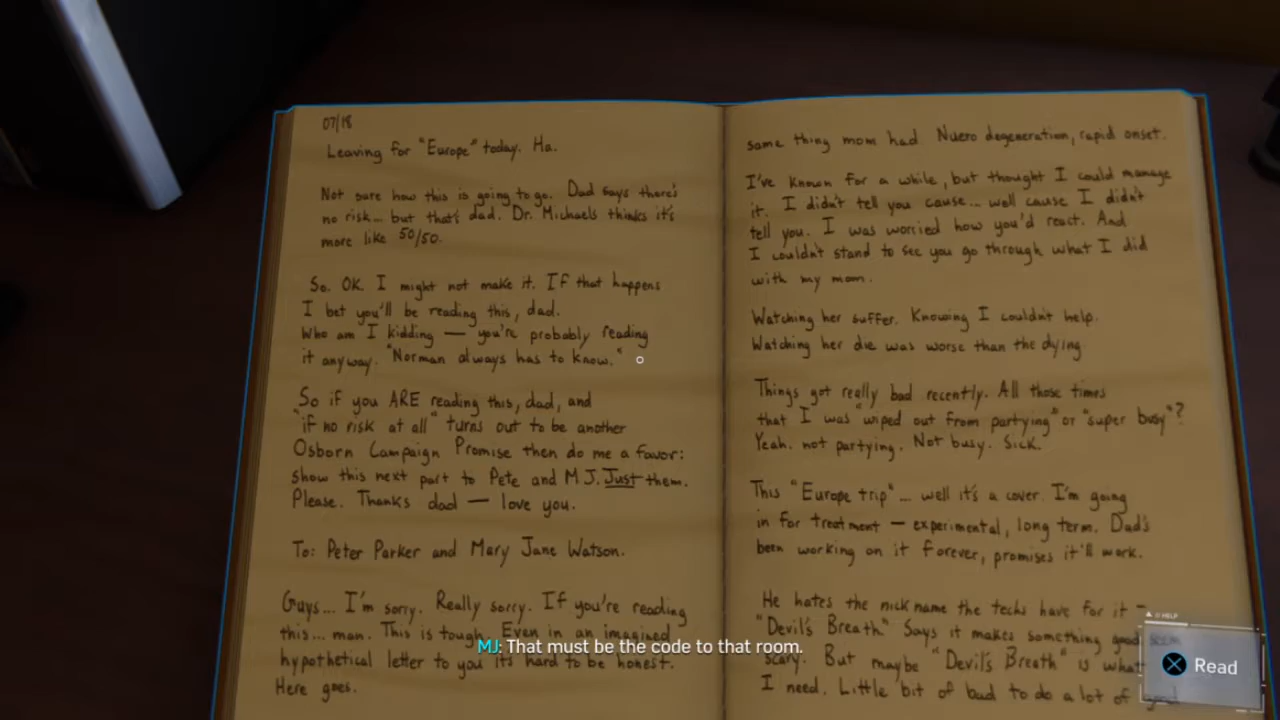 07/18
Leaving for "Europe" today. Ha.
Not sure how this is going to go. Dad says there's
no risk... but that's dad. Dr. Michaels thinks it's
more like 50/50.
So. OK. I might not make it. If that happens
I bet you'll be reading this, dad.
Who am I kidding — you're probably reading
it anyway. "Norman always has to know."
So if you ARE reading this, dad, and
"if no risk at all" turns out to be another
Osborn Campaign Promise then do me a favor:
show this next part to Pete and MJ. Just them.
Please. Thanks dad — love you.
To: Peter Parker and Mary Jane Watson.
Guys... I'm sorry. Really sorry. If you're reading
this... man. This is tough. Even in an imagined
hypothetical letter to you it's hard to be honest.
Here goes.
same thing mom had Nuero degeneration, rapid onset.
I've known for a while, but thought I could manage
it. I didn't tell you cause... well cause I didn't
tell you. I was worried how you'd react. And
I couldn't stand to see you go through what I did
with my mom.
Watching her suffer. Knowing I couldn't help.
Watching her die was worse than the dying.
Things got really bad recently. All those times
that I was "wiped out from partying" or "super busy"?
Yeah. not partying. Not busy. Sick.
This "Europe trip"... well it's a cover. I'm going
in for treatment — experimental, long term. Dad's
been working on it forever, promises it'll work.
He hates the nickname the techs have for it -
"Devil's Breath." Says it makes something good seem
scary. But maybe "Devil's Breath" is what
I need. Little bit of bad to do a lot of good
MJ: That must be the code to that room.
HELP
Read